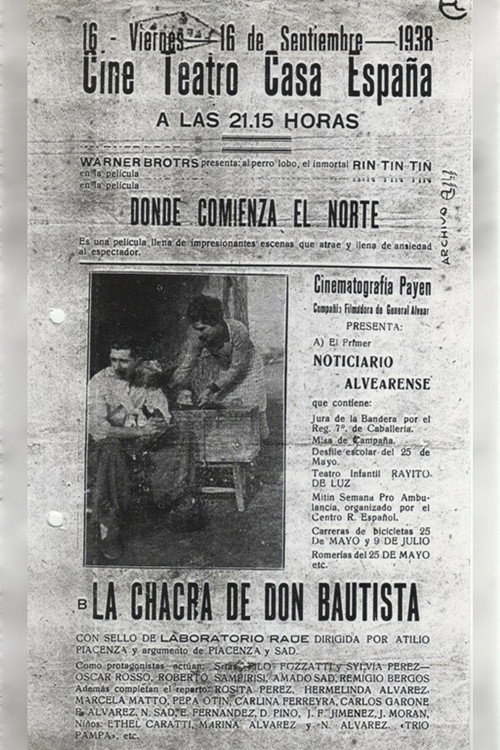 16 - Viernes - 16 de Septiembre - 1938
Cine Teatro Casa España
A LAS 21.15 HORAS
WARNER BROTRS presenta: al perro lobo, el inmortal RIN-TIN-TIN
en la película
en la película
RIN-TIN-TIN
DONDE COMIENZA EL NORTE
Es una película llena de impresionantes escenas que atrae y llena de ansiedad
al espectador.
ARCHIVO
Cinematografía Payen
Compañía Filmadora de General Alvear
PRESENTA:
A) El Primer
NOTICIARIO
ALVEARENSE
que contiene:
Jura de la Bandera por el
Reg. 7º. de Caballería.
Misa de Campaña.
Desfile escolar del 25 de
Mayo.
Teatro Infantil RAYITO
DE LUZ
Mitin Semana Pro Ambu-
lancia, organizado por el
Centro R. Español.
Carreras de bicicletas 25
De MAYO y 9 DE JULIO
Romerías del 25 DE MAYO
etc.
B LA CHACRA DE DON BAUTISTA
CON SELLO DE LABORATORIO RADE DIRIGIDA POR ATILIO
PIACENZA y argumento de PIACENZA y SAD.
Como protagonistas actúan: Srtas. FILO POZZATTI y SYLVIA PEREZ—
OSCAR ROSSO, ROBERTO SAMPIRISI, AMADO SAD, REMIGIO BERGOS
Además completan el reparto: ROSITA PEREZ, HERMELINDA ALVAREZ
MARCELA MATTO, PEPA OTIN, CARLINA FERREYRA, CARLOS GARONE
ALVAREZ, N. SAD, E. FERNANDEZ, D. PINO, J. F. JIMENEZ, J. MORAN,
Niños: ETHEL CARATTI, MARINA ALVAREZ y N. ALVAREZ. «TRIO
PAMPA», etc.